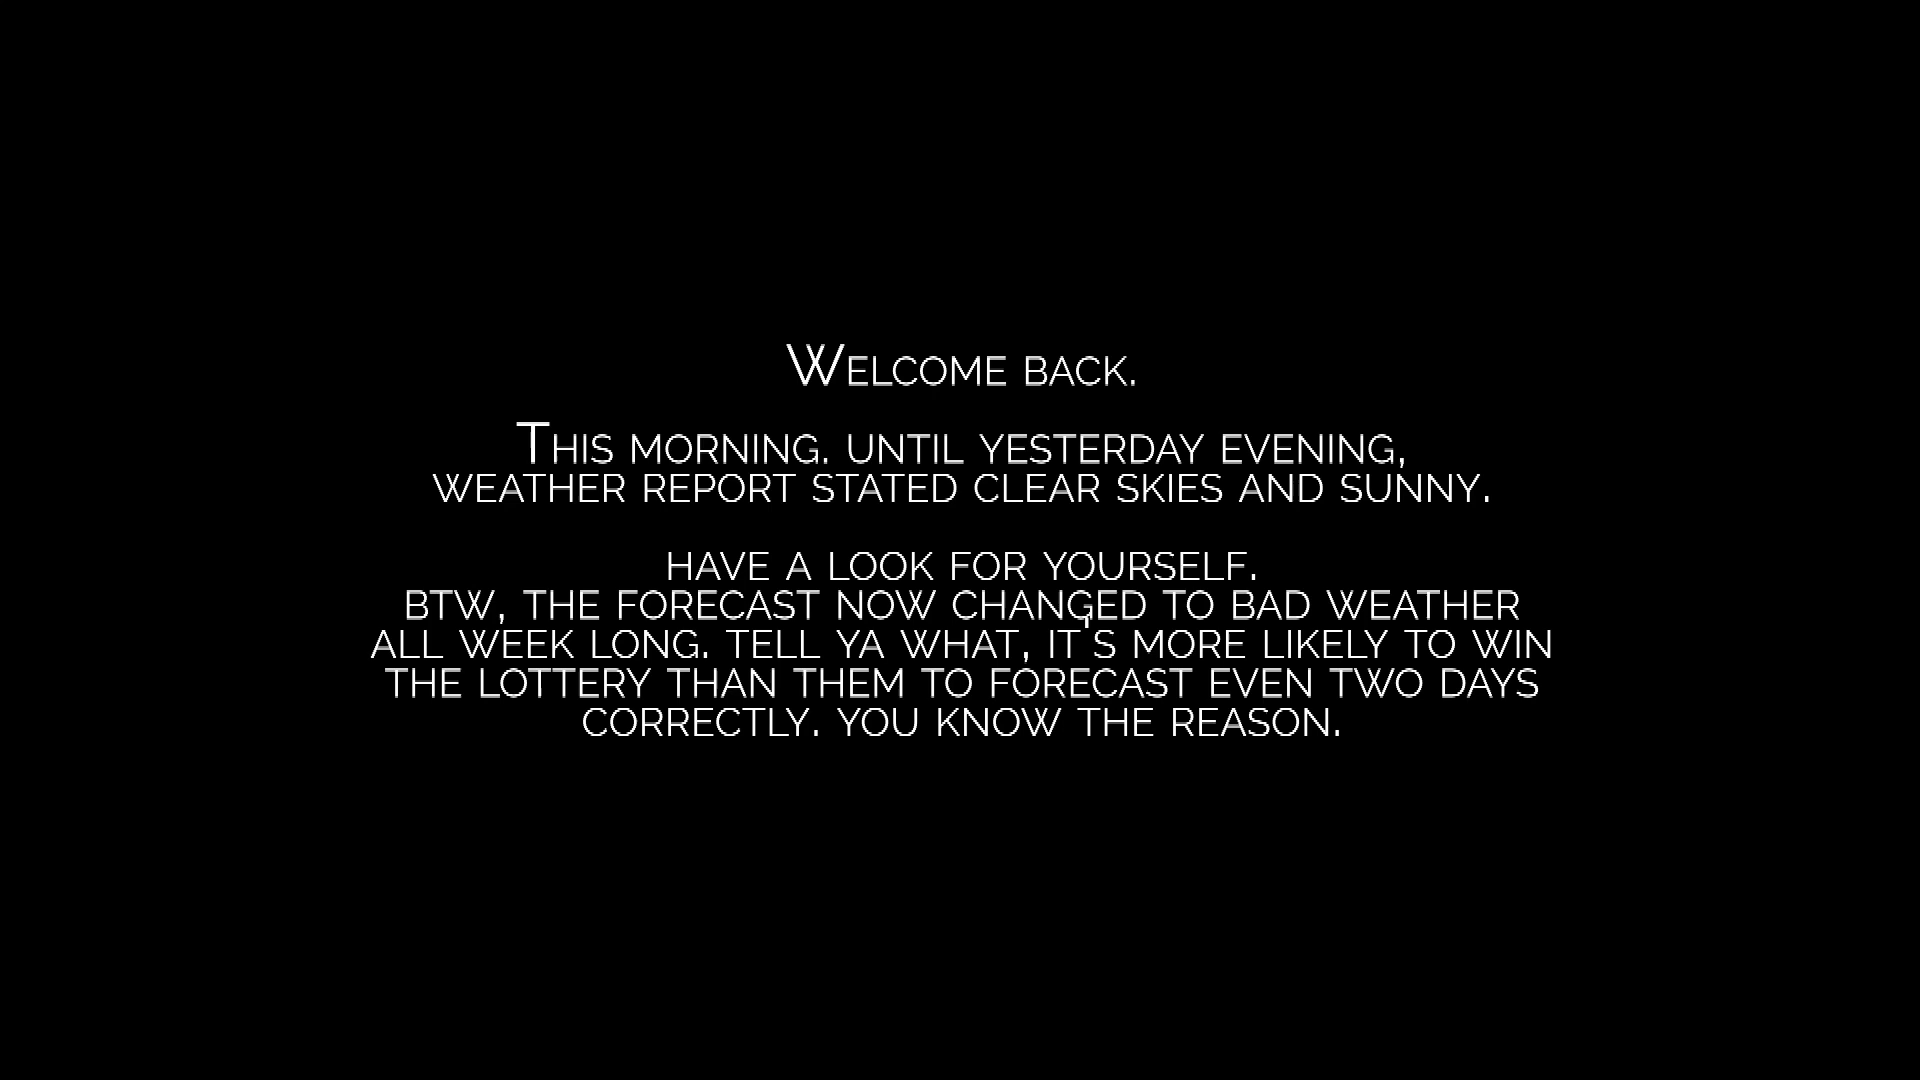 Welcome back.
This morning. until yesterday evening,
weather report stated clear skies and sunny.
have a look for yourself.
btw, the forecast now changed to bad weather
all week long. tell ya what, it's more likely to win
the lottery than them to forecast even two days
correctly. you know the reason.